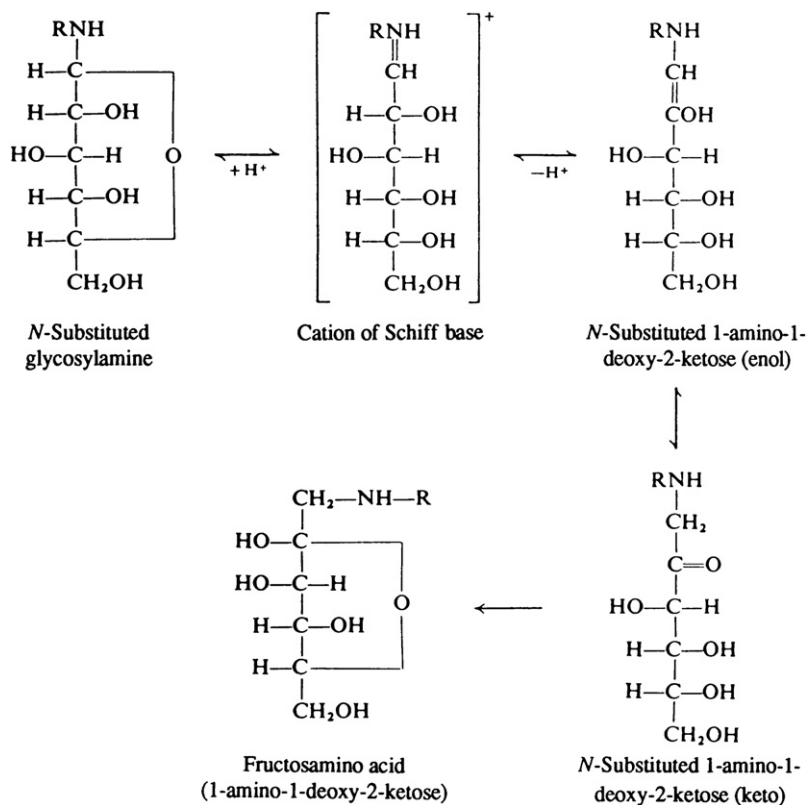 RNH
H—C
H—C—OH
HO—C—H
O
H—C—OH
H—C
CH₂OH
N-Substituted
glycosylamine
+ H⁺
RNH
CH
H—C—OH
HO—C—H
H—C—OH
H—C—OH
CH₂OH
+
Cation of Schiff base
−H⁺
RNH
CH
COH
HO—C—H
H—C—OH
H—C—OH
CH₂OH
N-Substituted 1-amino-1-
deoxy-2-ketose (enol)
CH₂—NH—R
HO—C
HO—C—H
O
H—C—OH
H—C
CH₂OH
Fructosamino acid
(1-amino-1-deoxy-2-ketose)
RNH
CH₂
C=O
HO—C—H
H—C—OH
H—C—OH
CH₂OH
N-Substituted 1-amino-1-
deoxy-2-ketose (keto)